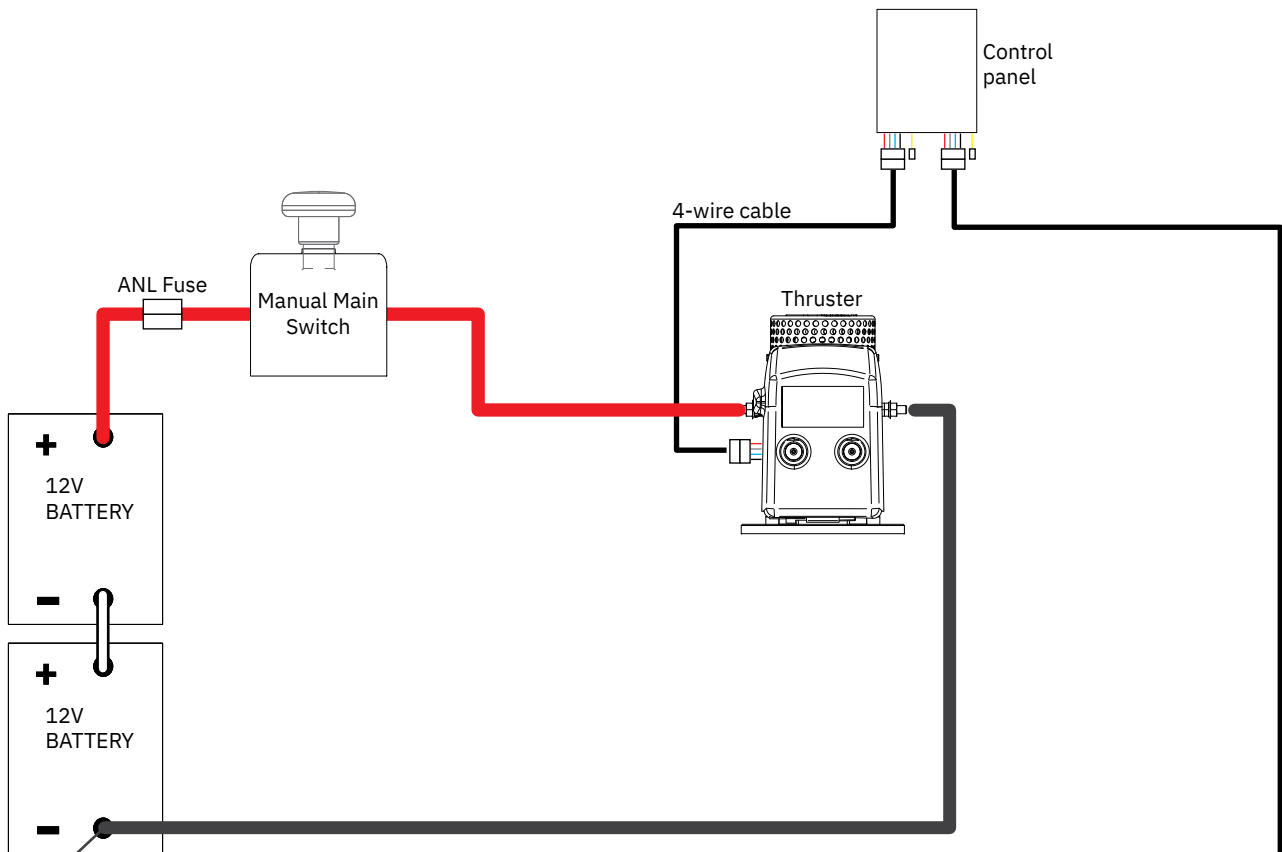 Control
panel
4-wire cable
ANL Fuse
Manual Main
Switch
Thruster
+
12V
BATTERY
-
+
12V
BATTERY
-